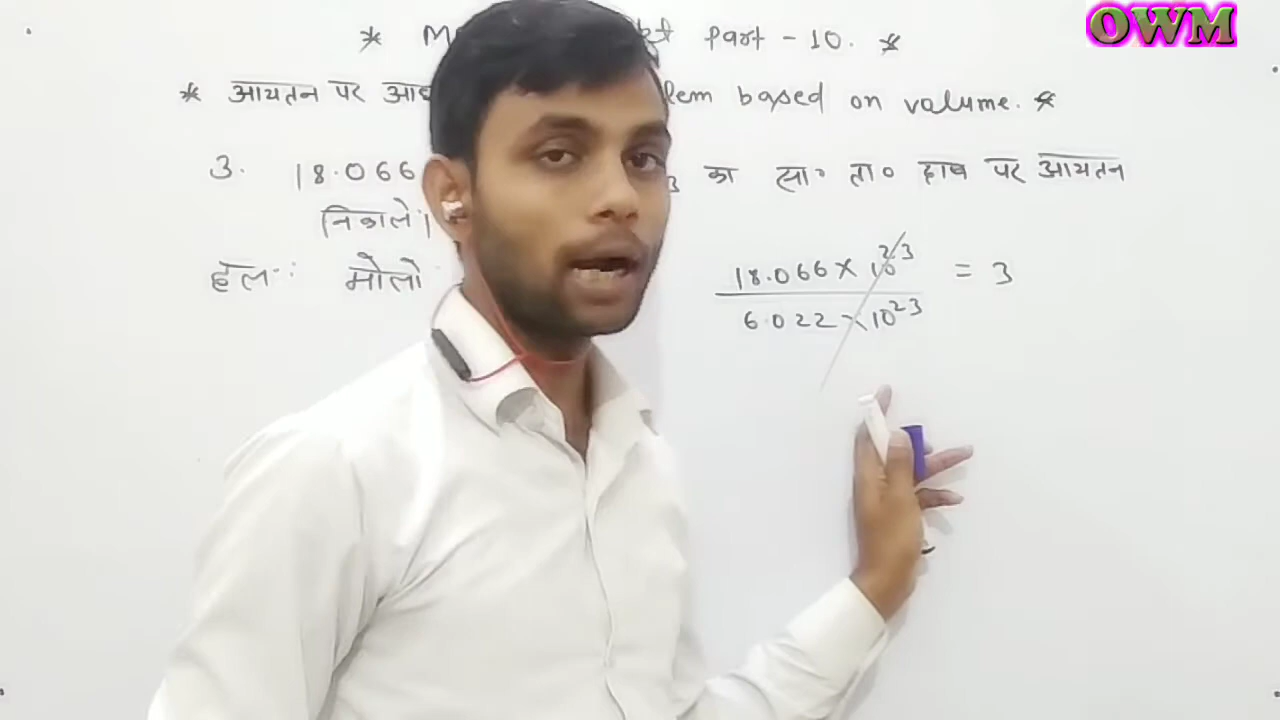 OWM
* M Part - 10. *
* आयतन पर based on volume. *
3. 18.066 3 का सा० ता० दाब पर आयतन
निकाले।
हल:- मोलो 18.066 × 10²³ = 3
6.022 × 10²³